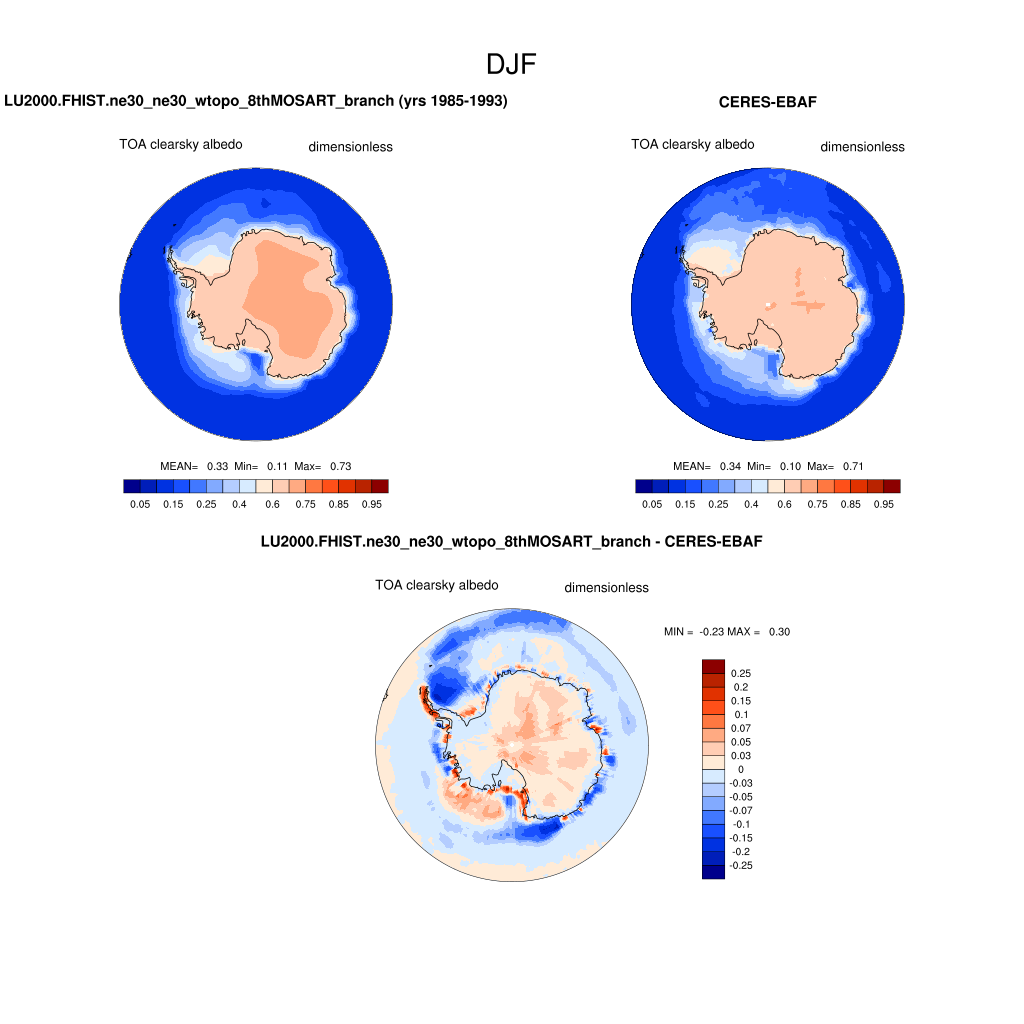 DJF
LU2000.FHIST.ne30_ne30_wtopo_8thMOSART_branch (yrs 1985-1993)
CERES-EBAF
TOA clearsky albedo dimensionless
TOA clearsky albedo dimensionless
MEAN= 0.33 Min= 0.11 Max= 0.73
MEAN= 0.34 Min= 0.10 Max= 0.71
0.05 0.15 0.25 0.4 0.6 0.75 0.85 0.95
0.05 0.15 0.25 0.4 0.6 0.75 0.85 0.95
LU2000.FHIST.ne30_ne30_wtopo_8thMOSART_branch - CERES-EBAF
TOA clearsky albedo dimensionless
MIN = -0.23 MAX = 0.30
0.25
0.2
0.15
0.1
0.07
0.05
0.03
0
-0.03
-0.05
-0.07
-0.1
-0.15
-0.2
-0.25